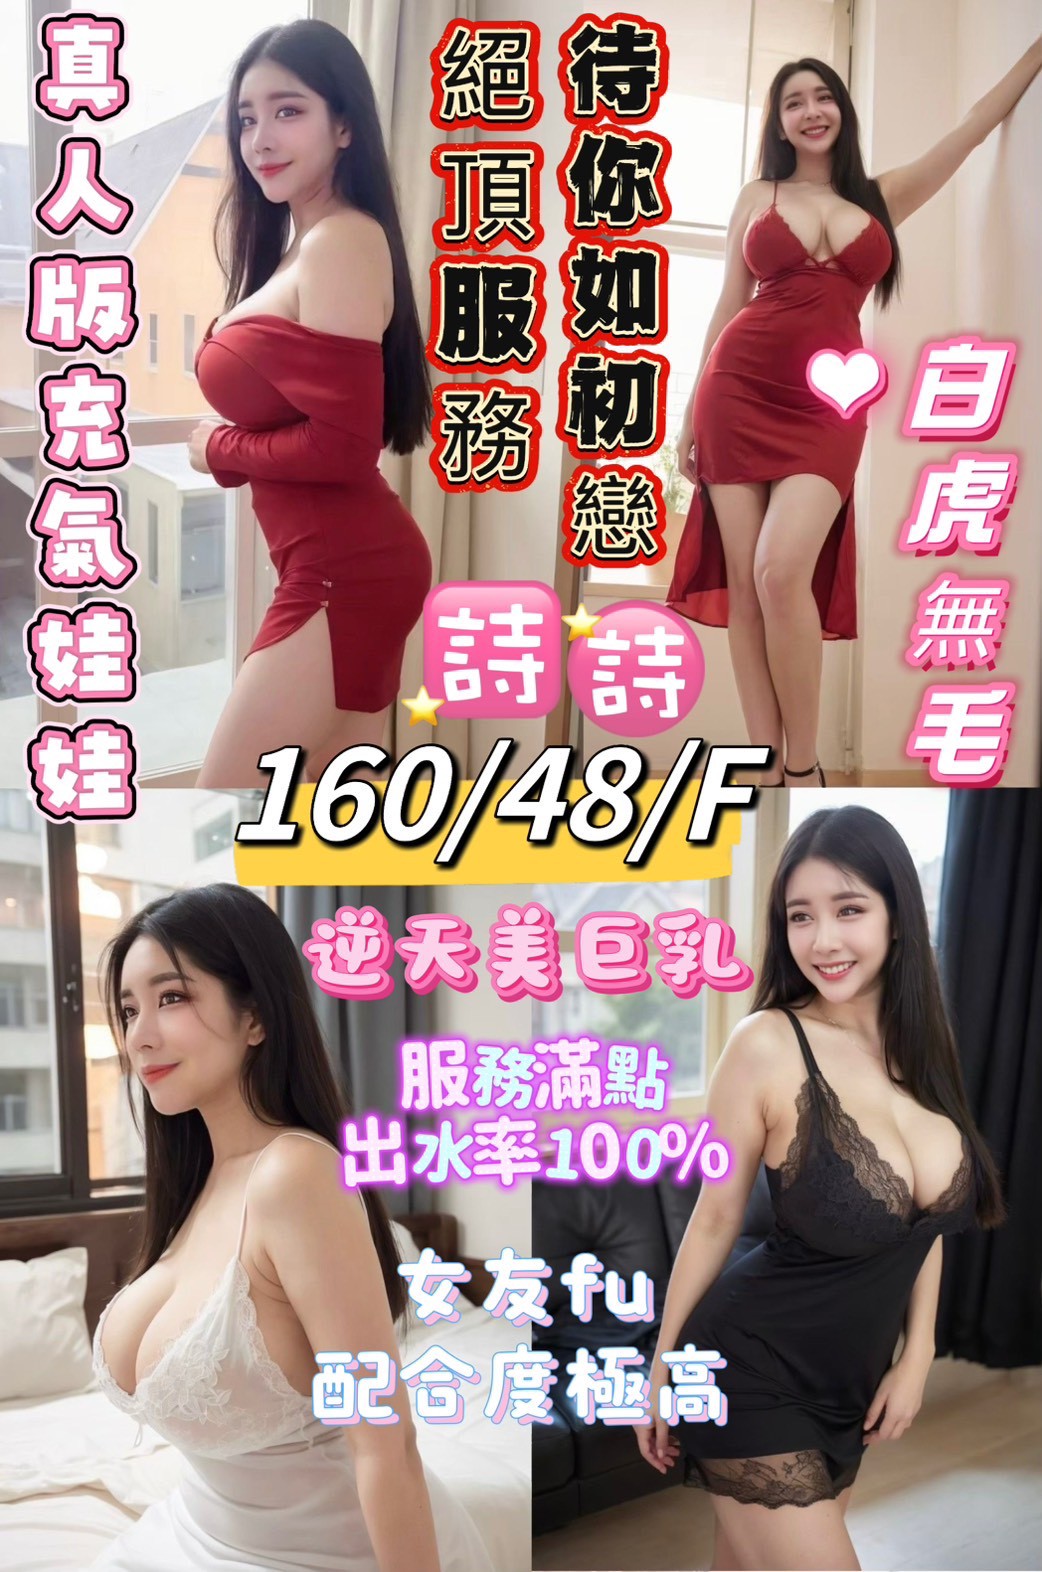 真人版充氣娃娃
待你如初戀
絕頂服務
白虎無毛
詩詩
160/48/F
逆天美巨乳
服務滿點
出水率100%
女友fu
配合度極高